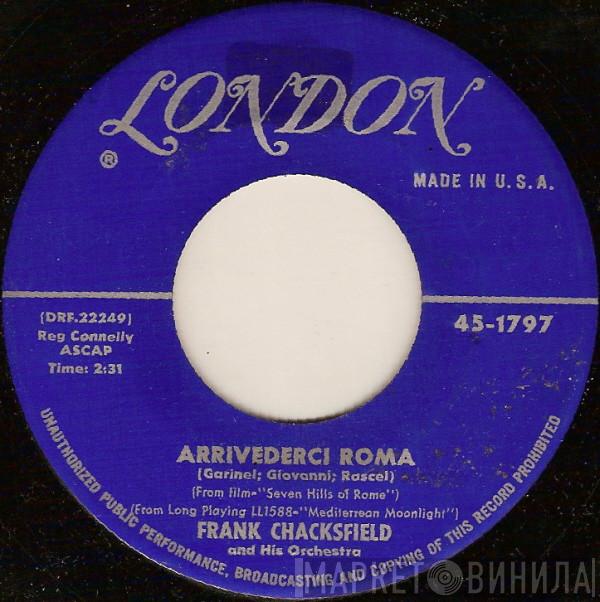 LONDON
®
MADE IN U.S.A.
(DRF.22249)
Reg Connelly
ASCAP
Time: 2:31
45-1797
ARRIVEDERCI ROMA
(Garinel; Giovanni; Rascel)
(From film-"Seven Hills of Rome")
(From Long Playing LL1588-"Mediterrean Moonlight")
FRANK CHACKSFIELD
and His Orchestra
UNAUTHORIZED PUBLIC PERFORMANCE, BROADCASTING AND COPYING OF THIS RECORD PROHIBITED
МАРКЕТ ВИНИЛА